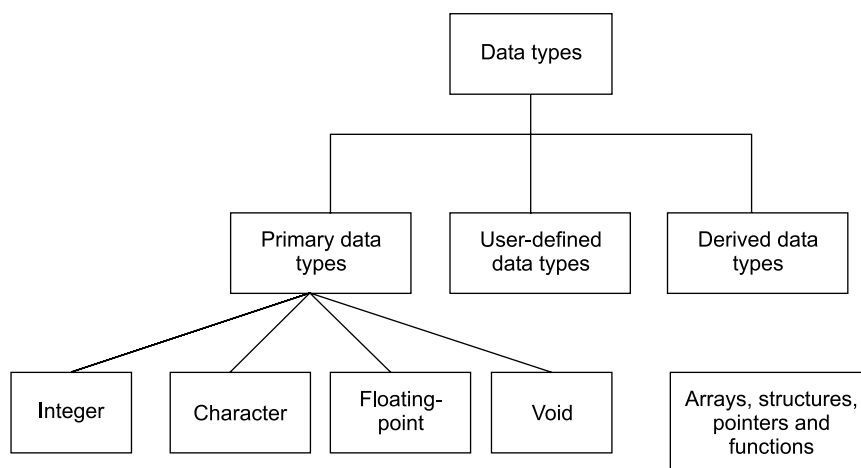 Data types
Primary data
types
User-defined
data types
Derived data
types
Integer
Character
Floating-
point
Void
Arrays, structures,
pointers and
functions